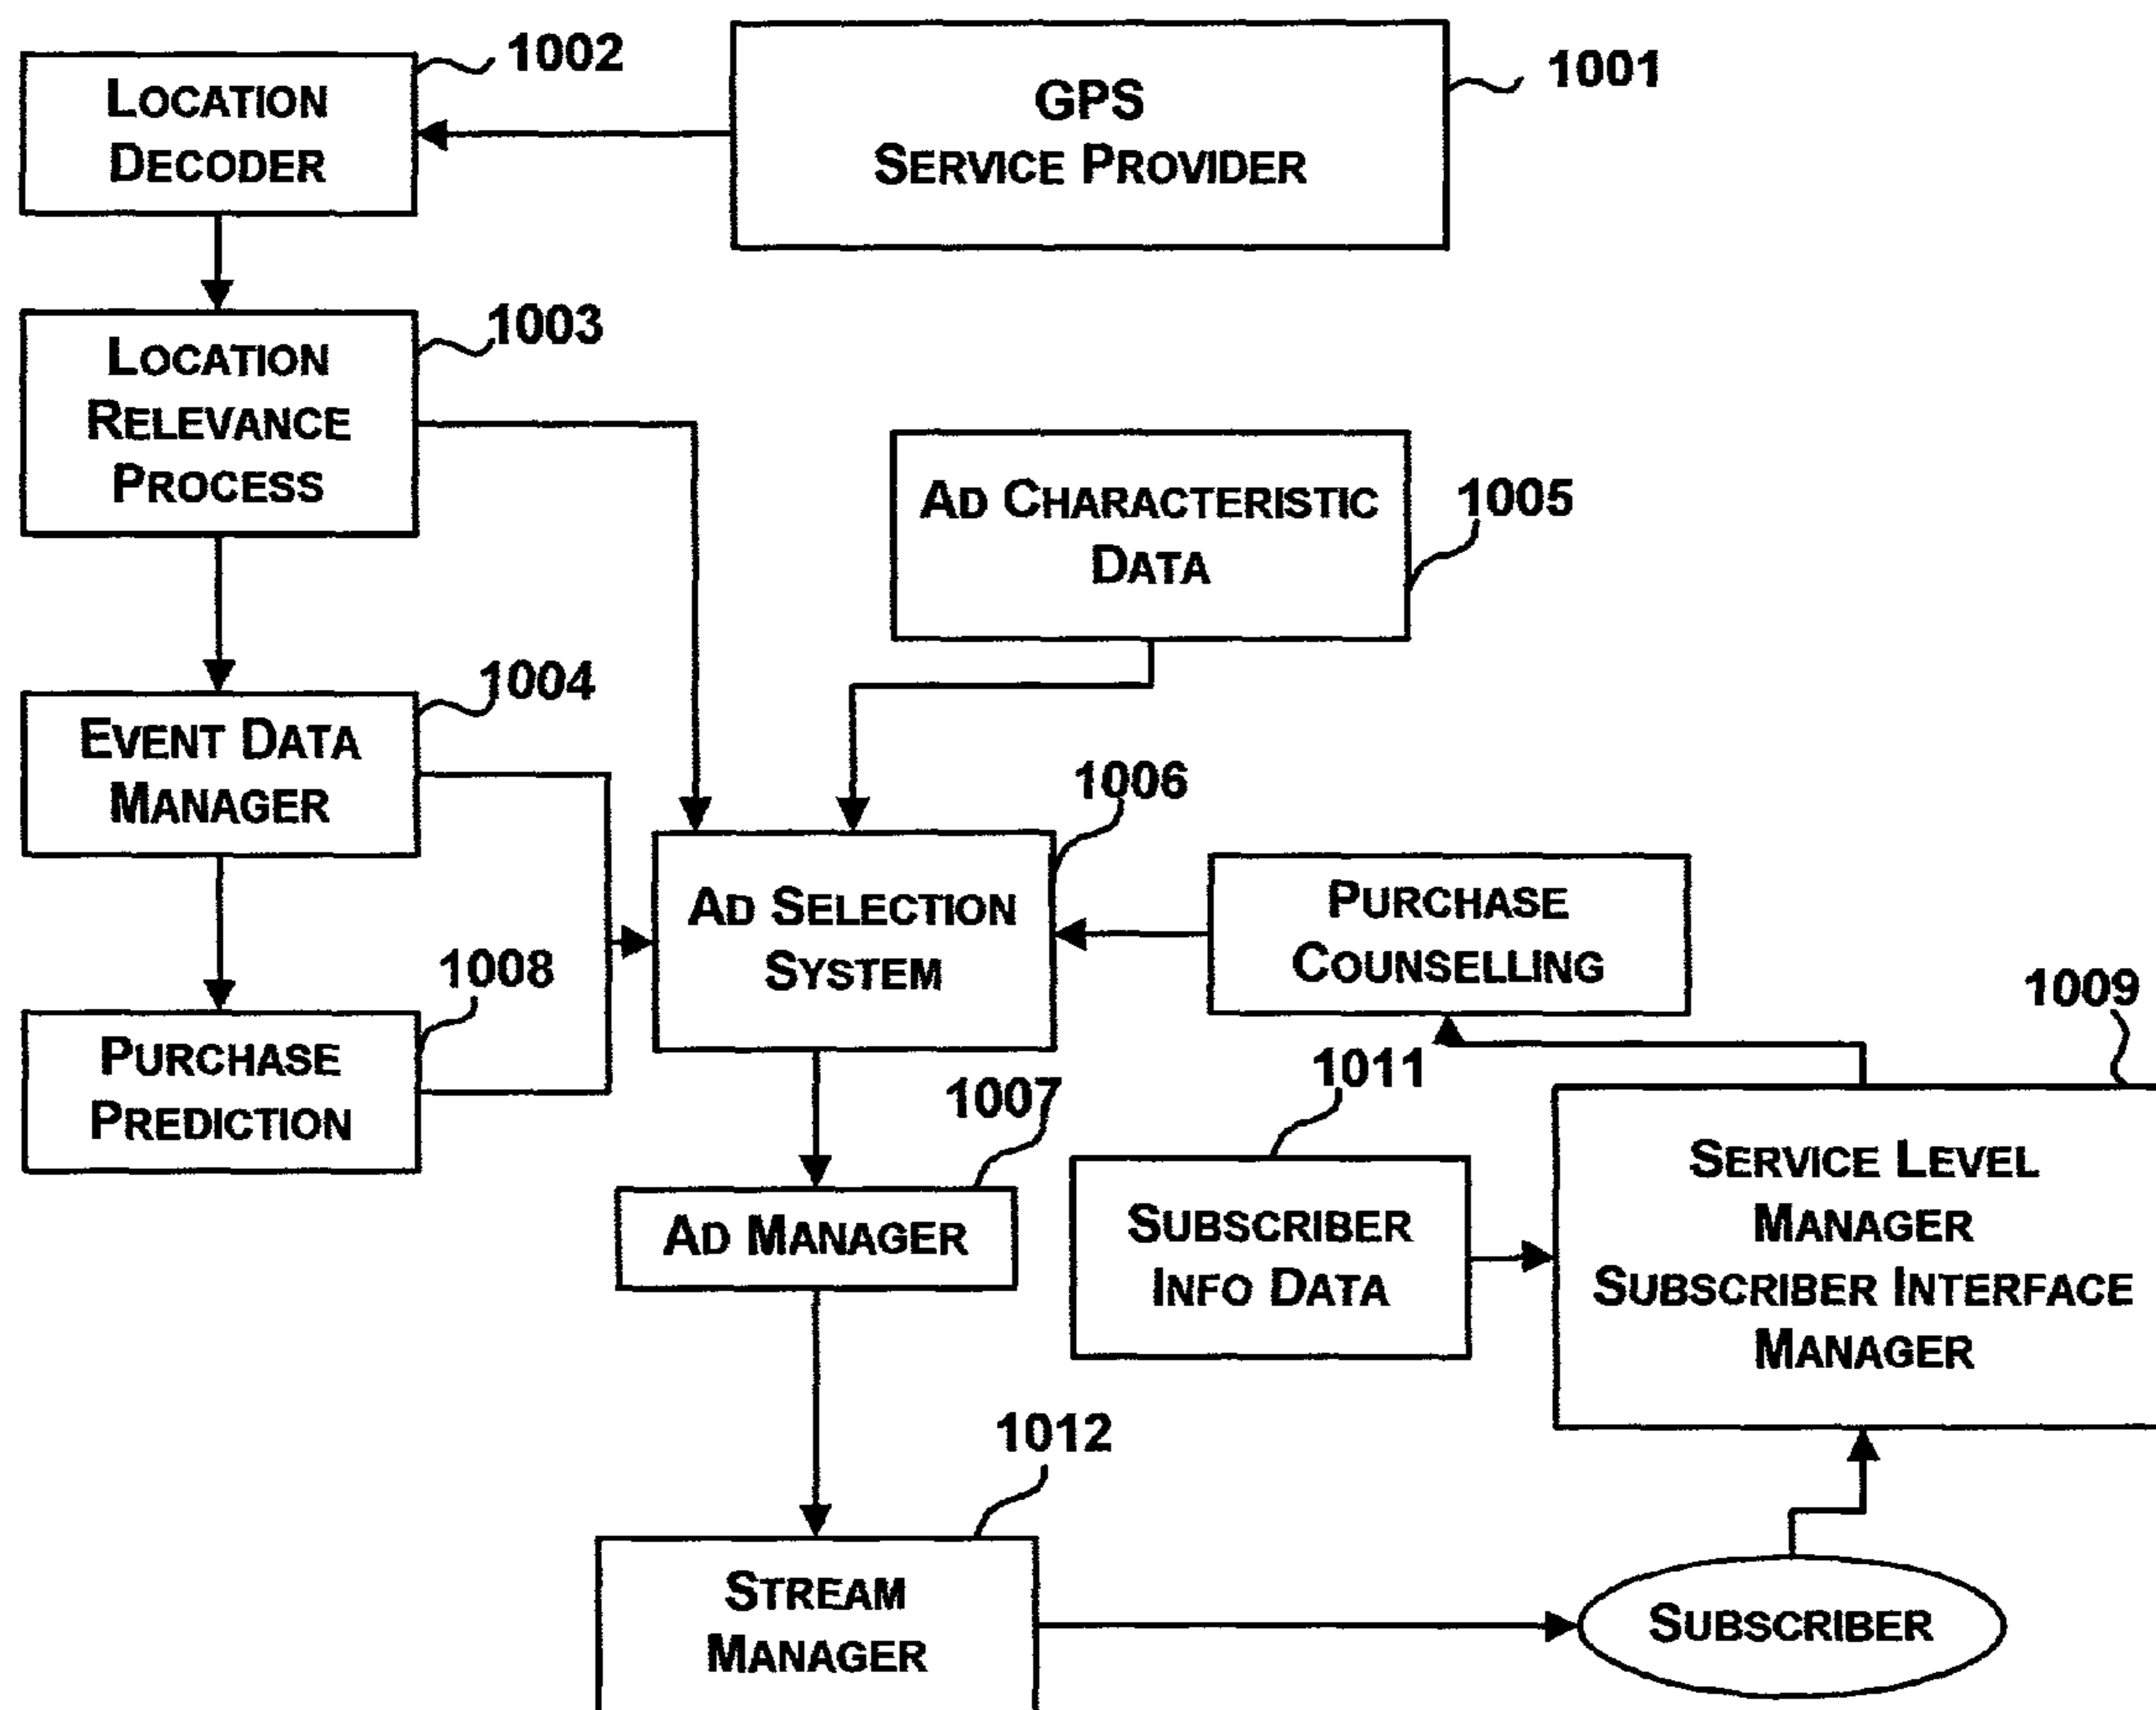 1002
LOCATION
DECODER
1001
GPS
SERVICE PROVIDER
1003
LOCATION
RELEVANCE
PROCESS
AD CHARACTERISTIC
DATA
1005
1004
EVENT DATA
MANAGER
1006
AD SELECTION
SYSTEM
PURCHASE
COUNSELLING
1008
PURCHASE
PREDICTION
1009
SERVICE LEVEL
MANAGER
SUBSCRIBER INTERFACE
MANAGER
1011
SUBSCRIBER
INFO DATA
1007
AD MANAGER
1012
STREAM
MANAGER
SUBSCRIBER